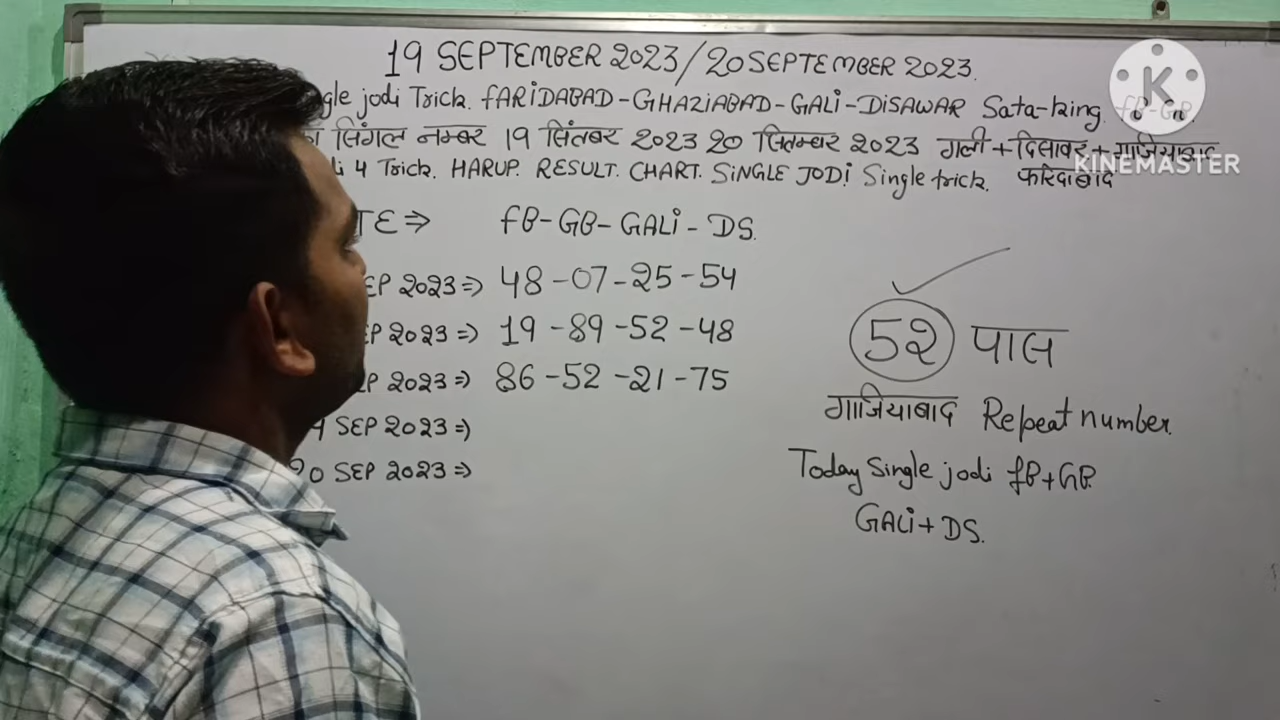 19 SEPTEMBER 2023/20 SEPTEMBER 2023.
gle jodi Trick. FARIDABAD-GHAZIABAD-GALI-DISAWAR Sata-king. FB-GB.
सिंगल नम्बर 19 सितंबर 2023 20 सितम्बर 2023 गली+दिसावर+गाजियाबाद
4 Trick. HARUP. RESULT. CHART. SINGLE JODI Single trick. फरिदाबाद
K
KINEMASTER
TE⇒ FB-GB-GALI-DS.
EP 2023⇒ 48-07-25-54
EP 2023⇒ 19-89-52-48
P 2023⇒ 86-52-21-75
SEP 2023⇒
20 SEP 2023⇒
52 पास
गाजियाबाद Repeat number.
Today Single jodi FB+GB.
GALI+DS.